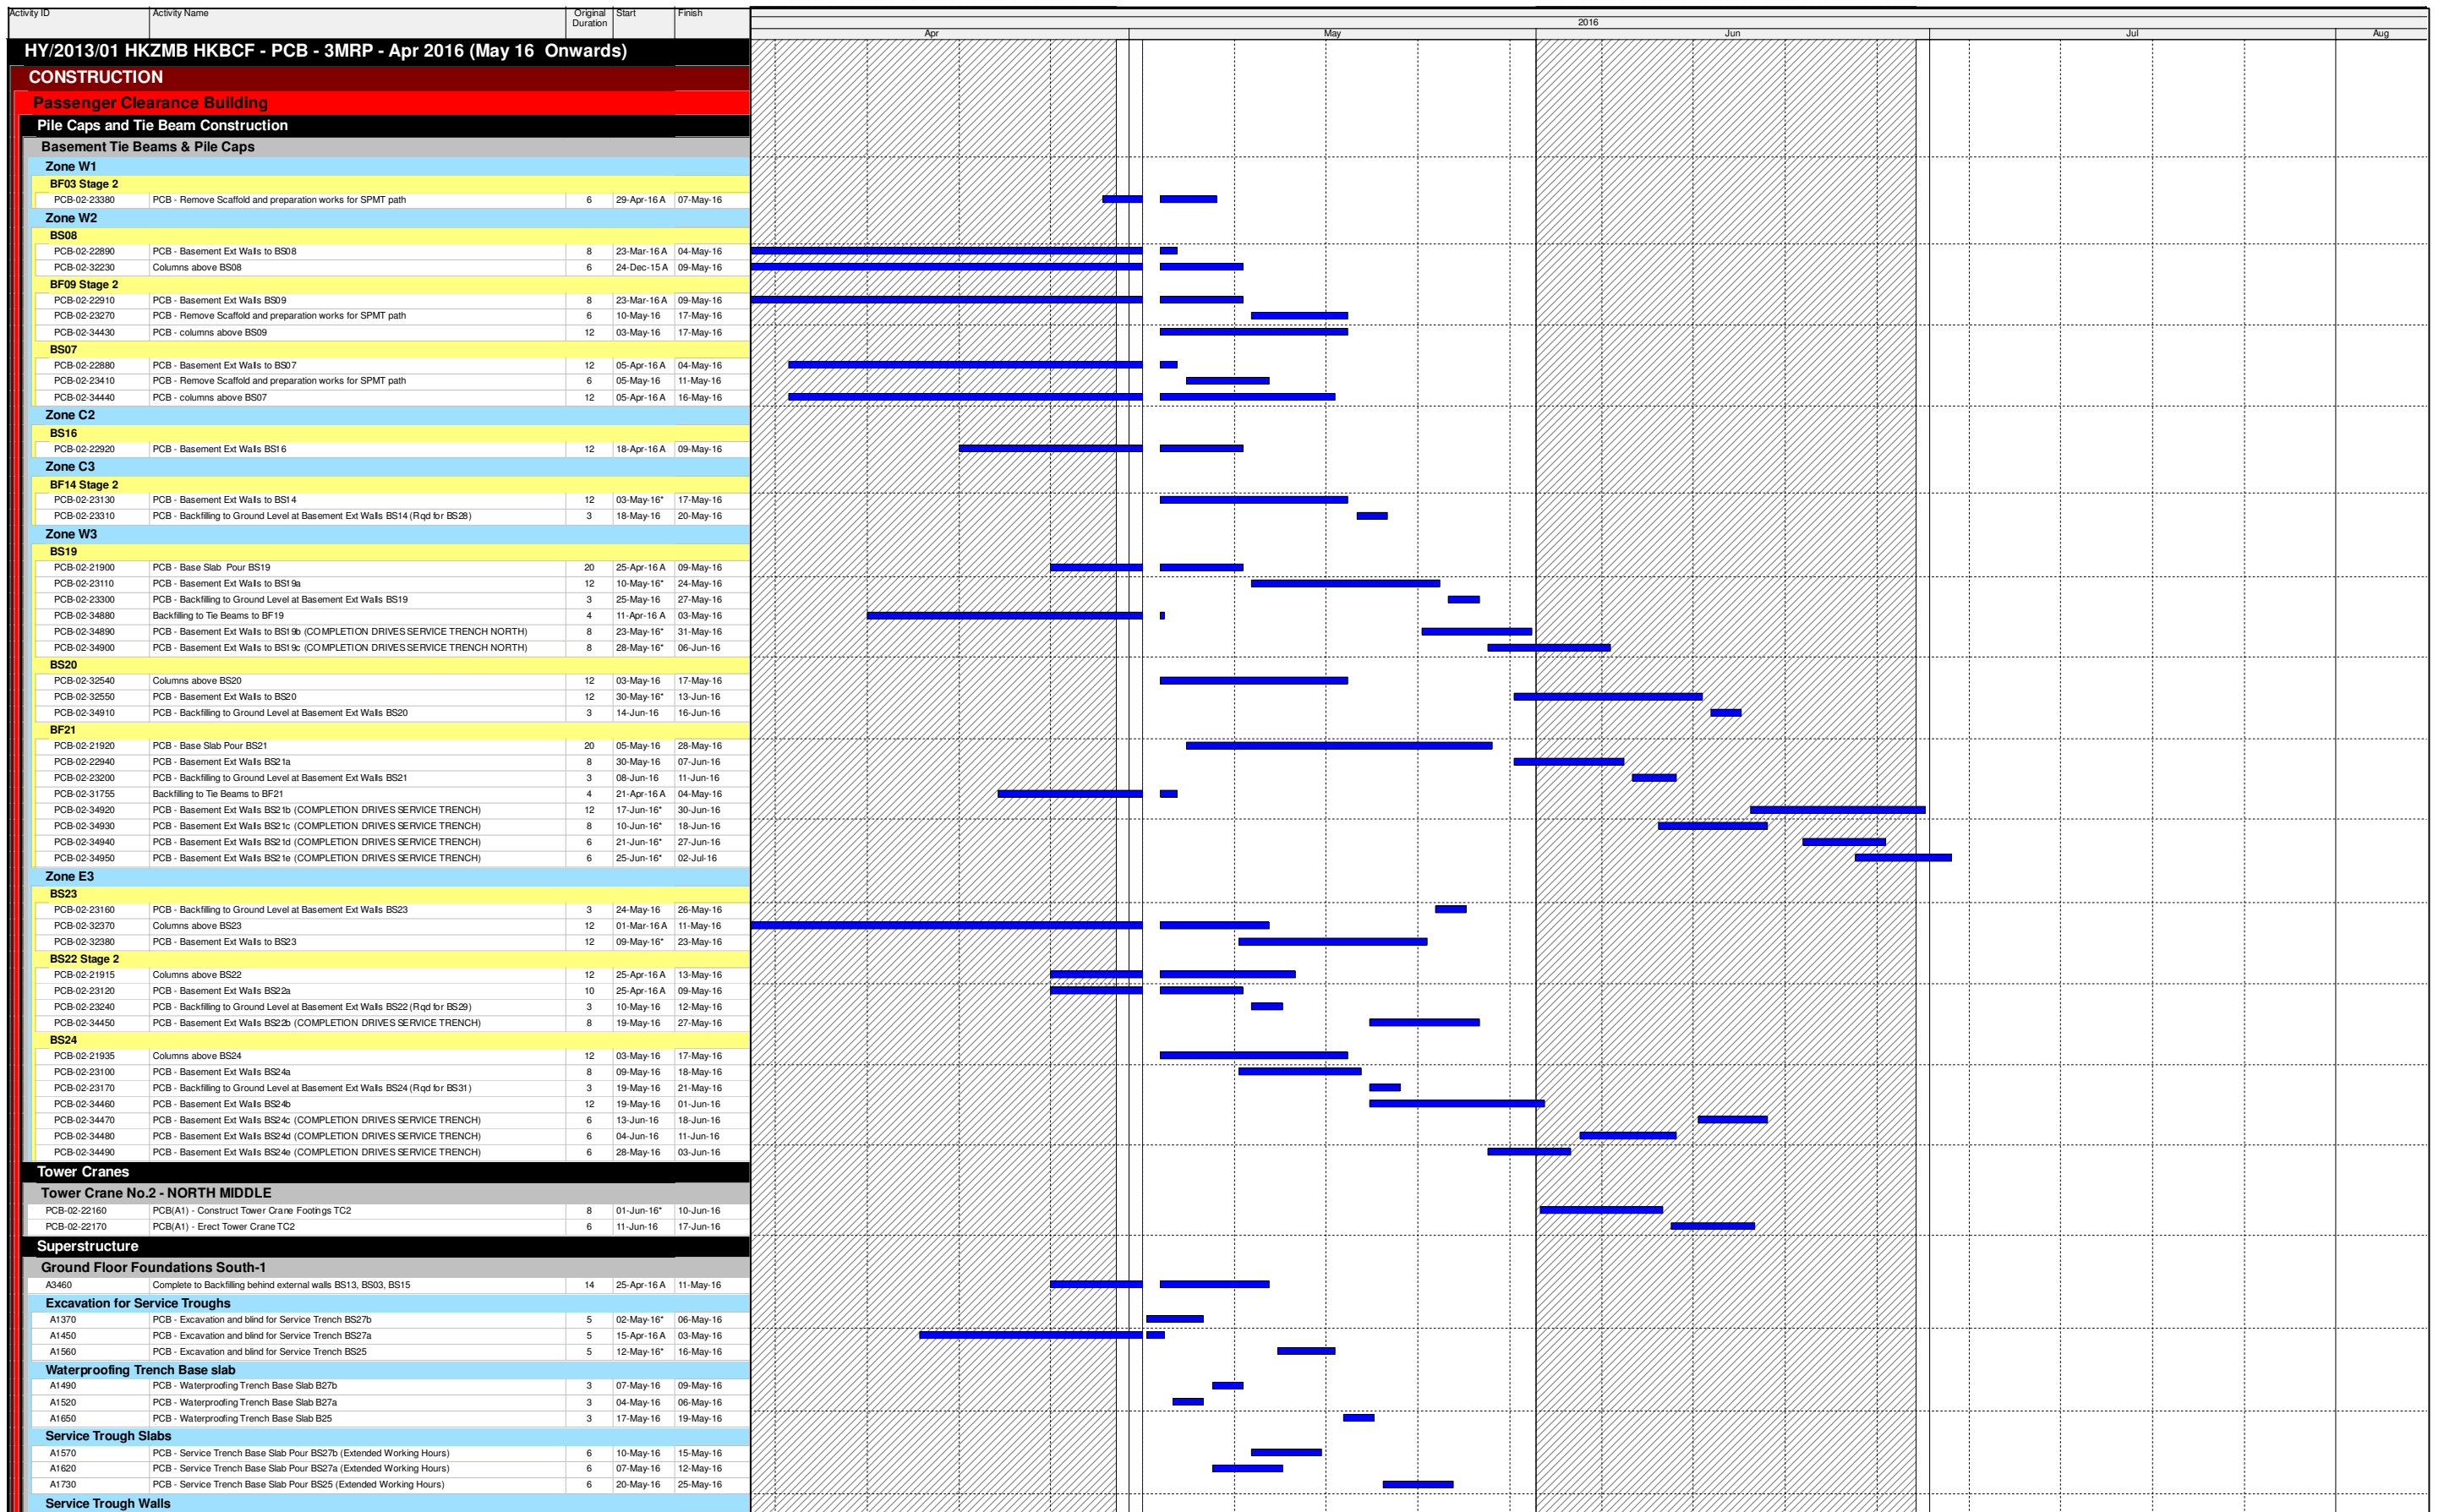 Activity ID Activity Name Original Duration Start Finish
2016
Apr May Jun Jul Aug
HY/2013/01 HKZMB HKBCF - PCB - 3MRP - Apr 2016 (May 16 Onwards)
CONSTRUCTION
Passenger Clearance Building
Pile Caps and Tie Beam Construction
Basement Tie Beams & Pile Caps
Zone W1
BF03 Stage 2
PCB-02-23380 PCB - Remove Scaffold and preparation works for SPMT path 6 29-Apr-16 A 07-May-16
Zone W2
BS08
PCB-02-22890 PCB - Basement Ext Walls to BS08 8 23-Mar-16 A 04-May-16
PCB-02-32230 Columns above BS08 6 24-Dec-15 A 09-May-16
BF09 Stage 2
PCB-02-22910 PCB - Basement Ext Walls BS09 8 23-Mar-16 A 09-May-16
PCB-02-23270 PCB - Remove Scaffold and preparation works for SPMT path 6 10-May-16 17-May-16
PCB-02-34430 PCB - columns above BS09 12 03-May-16 17-May-16
BS07
PCB-02-22880 PCB - Basement Ext Walls to BS07 12 05-Apr-16 A 04-May-16
PCB-02-23410 PCB - Remove Scaffold and preparation works for SPMT path 6 05-May-16 11-May-16
PCB-02-34440 PCB - columns above BS07 12 05-Apr-16 A 16-May-16
Zone C2
BS16
PCB-02-22920 PCB - Basement Ext Walls BS16 12 18-Apr-16 A 09-May-16
Zone C3
BF14 Stage 2
PCB-02-23130 PCB - Basement Ext Walls to BS14 12 03-May-16* 17-May-16
PCB-02-23310 PCB - Backfilling to Ground Level at Basement Ext Walls BS14 (Rqd for BS28) 3 18-May-16 20-May-16
Zone W3
BS19
PCB-02-21900 PCB - Base Slab Pour BS19 20 25-Apr-16 A 09-May-16
PCB-02-23110 PCB - Basement Ext Walls to BS19a 12 10-May-16* 24-May-16
PCB-02-23300 PCB - Backfilling to Ground Level at Basement Ext Walls BS19 3 25-May-16 27-May-16
PCB-02-34880 Backfilling to Tie Beams to BF19 4 11-Apr-16 A 03-May-16
PCB-02-34890 PCB - Basement Ext Walls to BS19b (COMPLETION DRIVES SERVICE TRENCH NORTH) 8 23-May-16* 31-May-16
PCB-02-34900 PCB - Basement Ext Walls to BS19c (COMPLETION DRIVES SERVICE TRENCH NORTH) 8 28-May-16* 06-Jun-16
BS20
PCB-02-32540 Columns above BS20 12 03-May-16 17-May-16
PCB-02-32550 PCB - Basement Ext Walls to BS20 12 30-May-16* 13-Jun-16
PCB-02-34910 PCB - Backfilling to Ground Level at Basement Ext Walls BS20 3 14-Jun-16 16-Jun-16
BF21
PCB-02-21920 PCB - Base Slab Pour BS21 20 05-May-16 28-May-16
PCB-02-22940 PCB - Basement Ext Walls BS21a 8 30-May-16 07-Jun-16
PCB-02-23200 PCB - Backfilling to Ground Level at Basement Ext Walls BS21 3 08-Jun-16 11-Jun-16
PCB-02-31755 Backfilling to Tie Beams to BF21 4 21-Apr-16 A 04-May-16
PCB-02-34920 PCB - Basement Ext Walls BS21b (COMPLETION DRIVES SERVICE TRENCH) 12 17-Jun-16* 30-Jun-16
PCB-02-34930 PCB - Basement Ext Walls BS21c (COMPLETION DRIVES SERVICE TRENCH) 8 10-Jun-16* 18-Jun-16
PCB-02-34940 PCB - Basement Ext Walls BS21d (COMPLETION DRIVES SERVICE TRENCH) 6 21-Jun-16* 27-Jun-16
PCB-02-34950 PCB - Basement Ext Walls BS21e (COMPLETION DRIVES SERVICE TRENCH) 6 25-Jun-16* 02-Jul-16
Zone E3
BS23
PCB-02-23160 PCB - Backfilling to Ground Level at Basement Ext Walls BS23 3 24-May-16 26-May-16
PCB-02-32370 Columns above BS23 12 01-Mar-16 A 11-May-16
PCB-02-32380 PCB - Basement Ext Walls to BS23 12 09-May-16* 23-May-16
BS22 Stage 2
PCB-02-21915 Columns above BS22 12 25-Apr-16 A 13-May-16
PCB-02-23120 PCB - Basement Ext Walls BS22a 10 25-Apr-16 A 09-May-16
PCB-02-23240 PCB - Backfilling to Ground Level at Basement Ext Walls BS22 (Rqd for BS29) 3 10-May-16 12-May-16
PCB-02-34450 PCB - Basement Ext Walls BS22b (COMPLETION DRIVES SERVICE TRENCH) 8 19-May-16 27-May-16
BS24
PCB-02-21935 Columns above BS24 12 03-May-16 17-May-16
PCB-02-23100 PCB - Basement Ext Walls BS24a 8 09-May-16 18-May-16
PCB-02-23170 PCB - Backfilling to Ground Level at Basement Ext Walls BS24 (Rqd for BS31) 3 19-May-16 21-May-16
PCB-02-34460 PCB - Basement Ext Walls BS24b 12 19-May-16 01-Jun-16
PCB-02-34470 PCB - Basement Ext Walls BS24c (COMPLETION DRIVES SERVICE TRENCH) 6 13-Jun-16 18-Jun-16
PCB-02-34480 PCB - Basement Ext Walls BS24d (COMPLETION DRIVES SERVICE TRENCH) 6 04-Jun-16 11-Jun-16
PCB-02-34490 PCB - Basement Ext Walls BS24e (COMPLETION DRIVES SERVICE TRENCH) 6 28-May-16 03-Jun-16
Tower Cranes
Tower Crane No.2 - NORTH MIDDLE
PCB-02-22160 PCB(A1) - Construct Tower Crane Footings TC2 8 01-Jun-16* 10-Jun-16
PCB-02-22170 PCB(A1) - Erect Tower Crane TC2 6 11-Jun-16 17-Jun-16
Superstructure
Ground Floor Foundations South-1
A3460 Complete to Backfilling behind external walls BS13, BS03, BS15 14 25-Apr-16 A 11-May-16
Excavation for Service Troughs
A1370 PCB - Excavation and blind for Service Trench BS27b 5 02-May-16* 06-May-16
A1450 PCB - Excavation and blind for Service Trench BS27a 5 15-Apr-16 A 03-May-16
A1560 PCB - Excavation and blind for Service Trench BS25 5 12-May-16* 16-May-16
Waterproofing Trench Base slab
A1490 PCB - Waterproofing Trench Base Slab B27b 3 07-May-16 09-May-16
A1520 PCB - Waterproofing Trench Base Slab B27a 3 04-May-16 06-May-16
A1650 PCB - Waterproofing Trench Base Slab B25 3 17-May-16 19-May-16
Service Trough Slabs
A1570 PCB - Service Trench Base Slab Pour BS27b (Extended Working Hours) 6 10-May-16 15-May-16
A1620 PCB - Service Trench Base Slab Pour BS27a (Extended Working Hours) 6 07-May-16 12-May-16
A1730 PCB - Service Trench Base Slab Pour BS25 (Extended Working Hours) 6 20-May-16 25-May-16
Service Trough Walls